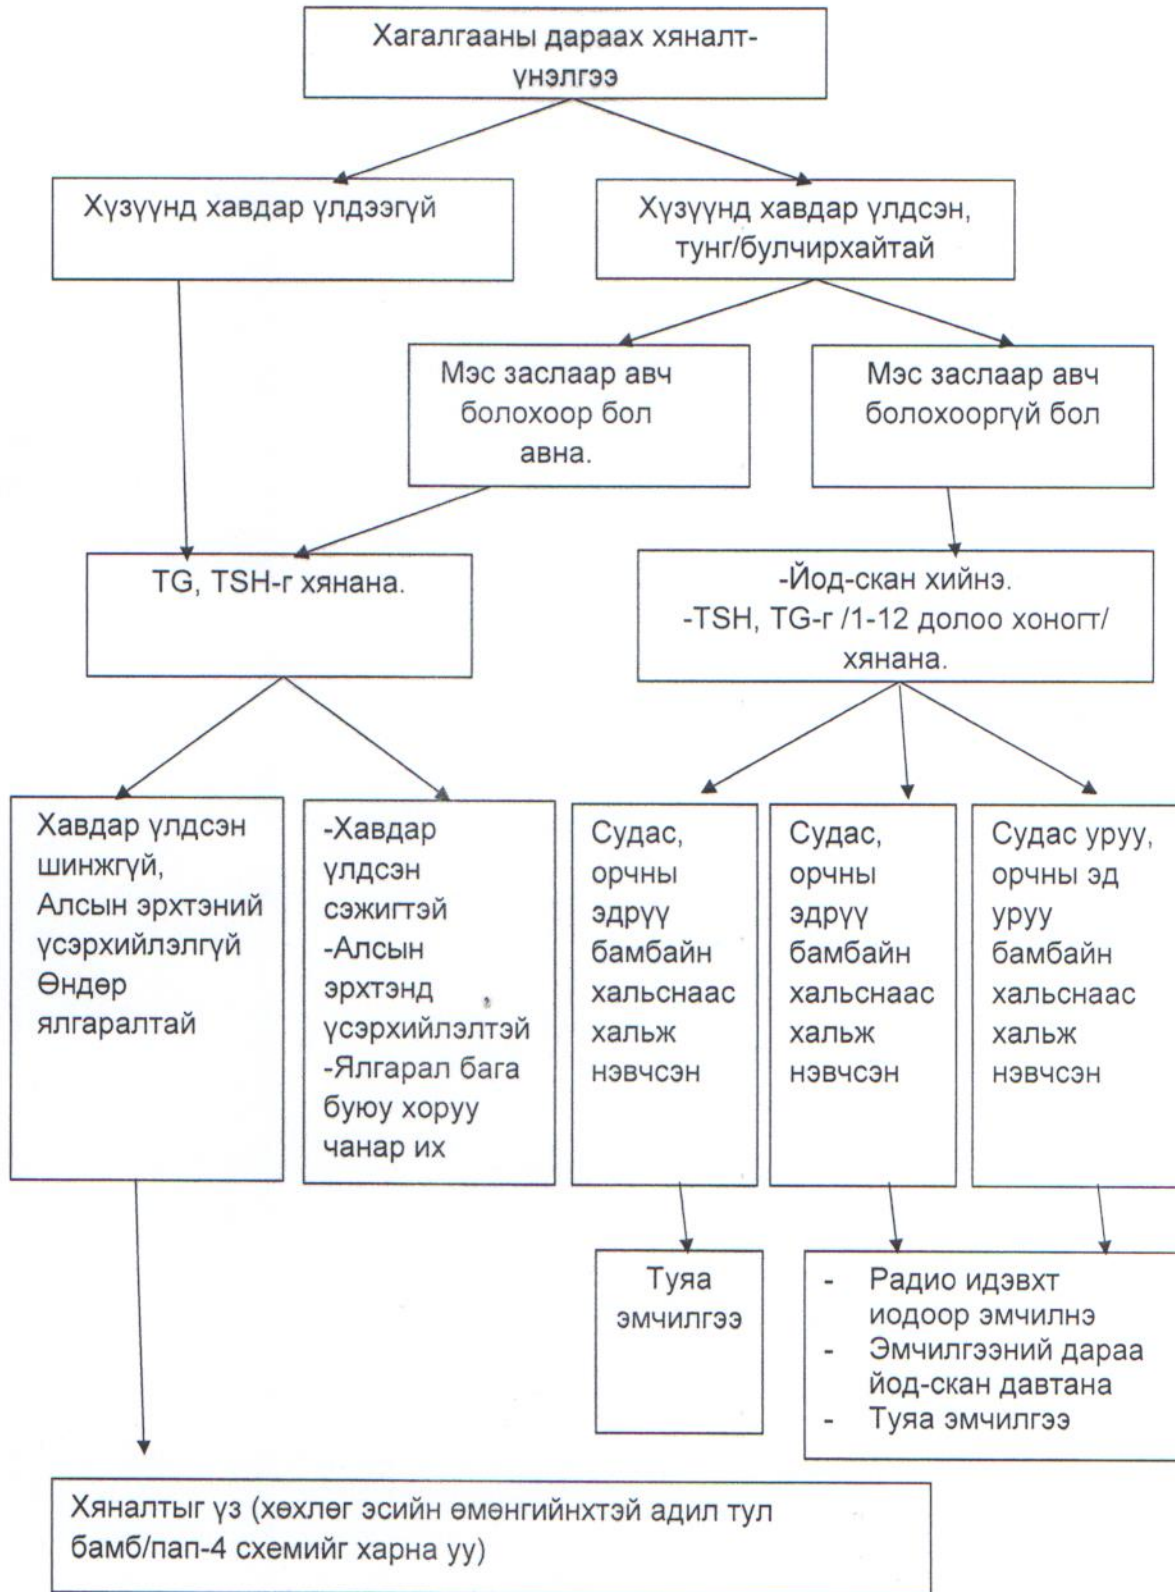 Хагалгааны дараах хяналт-
үнэлгээ
Хүзүүнд хавдар үлдээгүй
Хүзүүнд хавдар үлдсэн,
тунг/булчирхайтай
Мэс заслаар авч
болохоор бол
авна.
Мэс заслаар авч
болохооргүй бол
TG, TSH-г хянана.
-Йод-скан хийнэ.
-TSH, TG-г /1-12 долоо хоногт/
хянана.
Хавдар үлдсэн
шинжгүй,
Алсын эрхтэний
үсэрхийлэлгүй
Өндөр
ялгаралтай
-Хавдар
үлдсэн
сэжигтэй
-Алсын
эрхтэнд
үсэрхийлэлтэй
-Ялгарал бага
буюу хоруу
чанар их
Судас,
орчны
эдрүү
бамбайн
хальснаас
хальж
нэвчсэн
Судас,
орчны
эдрүү
бамбайн
хальснаас
хальж
нэвчсэн
Судас уруу,
орчны эд
уруу
бамбайн
хальснаас
хальж
нэвчсэн
Туяа
эмчилгээ
- Радио идэвхт
иодоор эмчилнэ
- Эмчилгээний дараа
йод-скан давтана
- Туяа эмчилгээ
Хяналтыг үз (хөхлөг эсийн өмөнгийнхтэй адил тул
бамб/пап-4 схемийг харна уу)